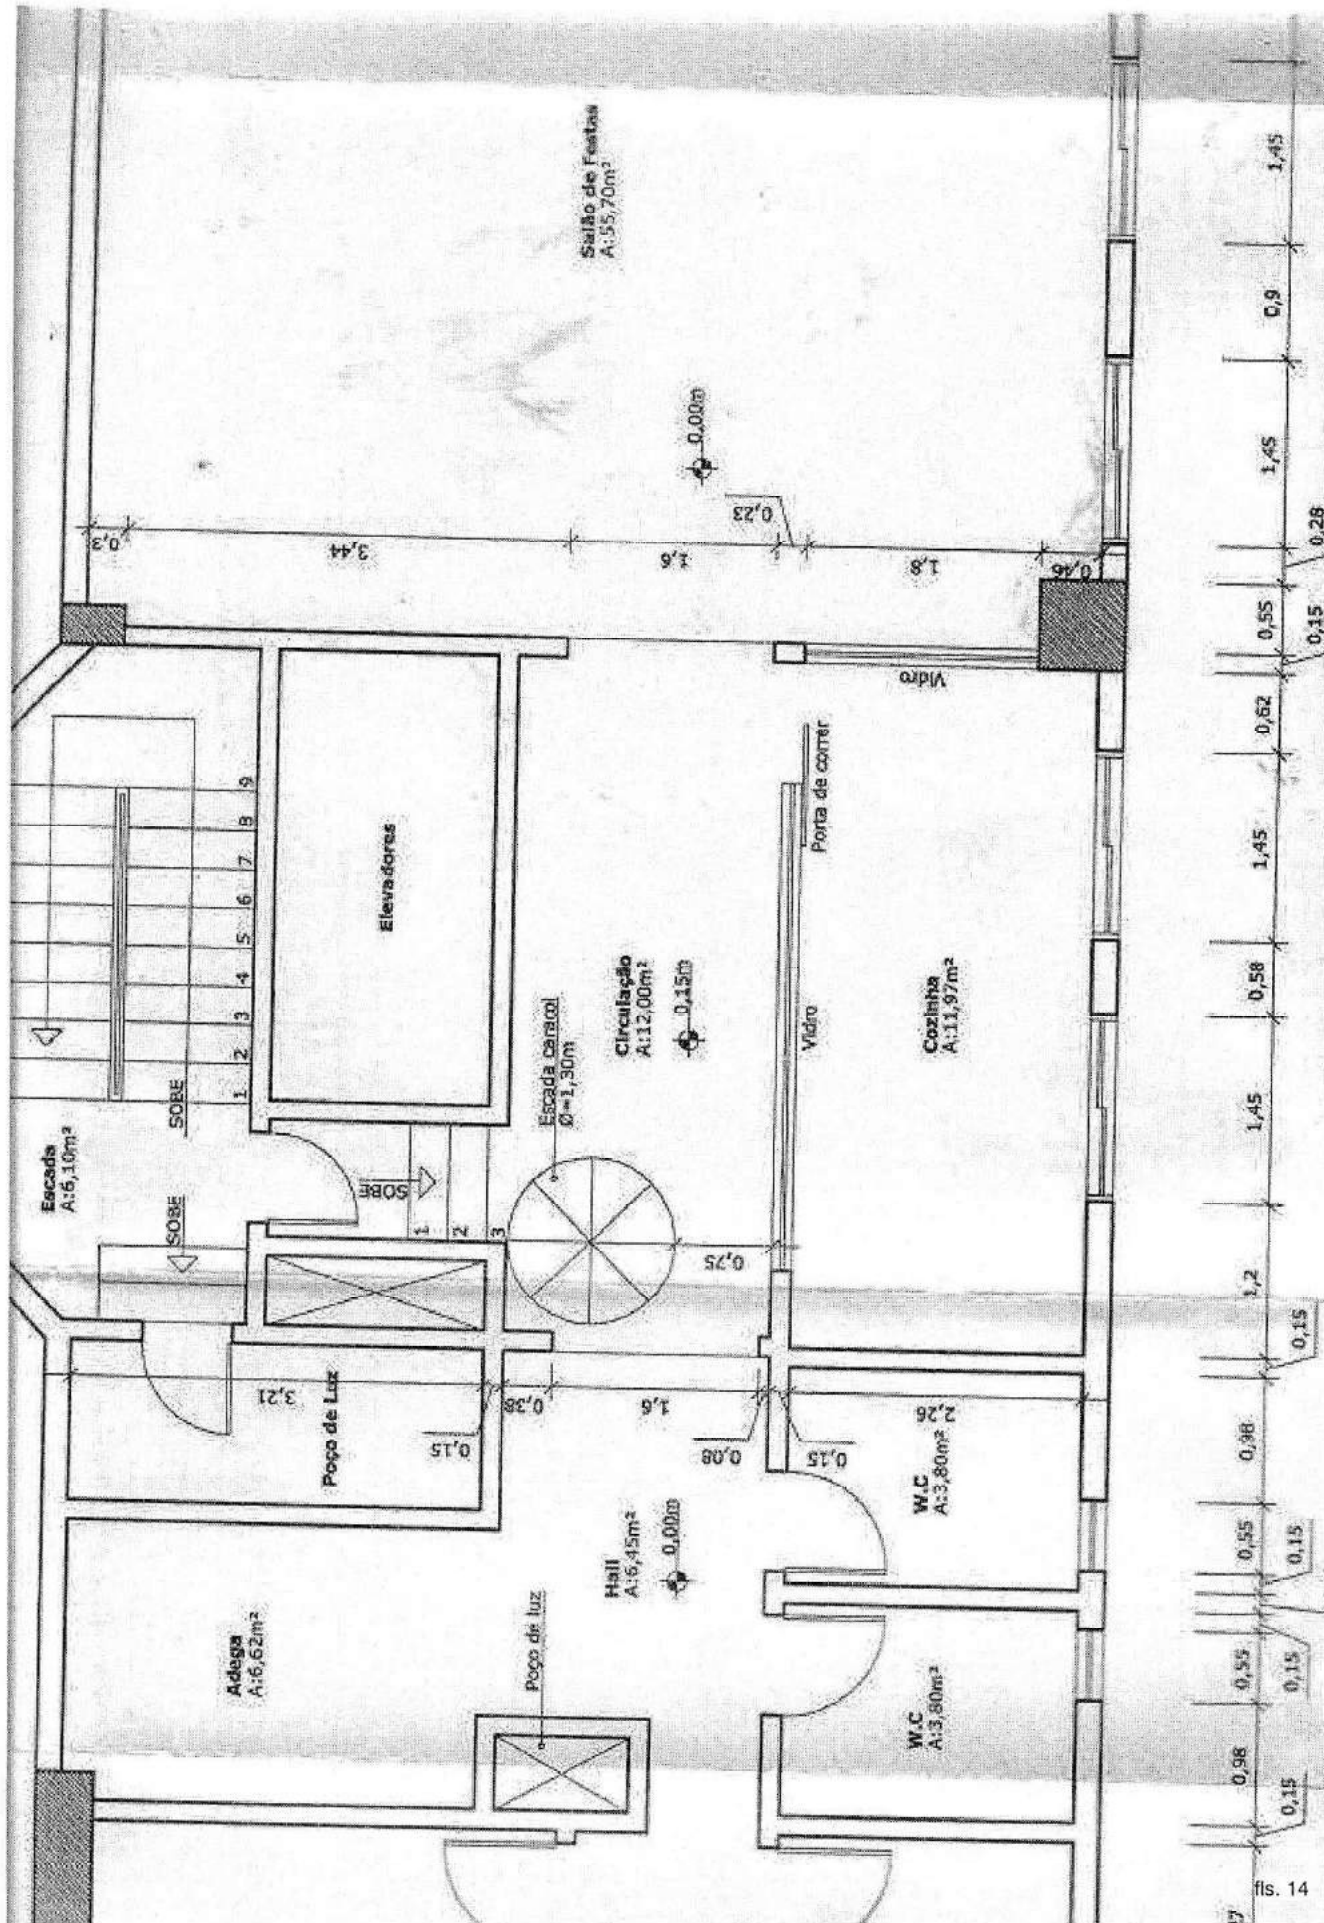 Salão de Festas
A:55,70m²
0,00m
0,3
3,44
1,6
0,23
1,8
0,46
1,45
0,9
1,45
0,28
0,55
0,15
0,62
1,45
0,58
1,45
1,2
0,15
0,98
0,55
0,15
0,55
0,15
0,98
0,15
Vidro
Porta de correr
Vidro
Elevadores
1
2
3
4
5
6
7
8
9
SOBE
Escada
A:6,10m²
SOBE
SOBE
1
2
3
Escada caracol
Ø=1,30m
Circulação
A:12,00m²
0,15m
Cozinha
A:11,97m²
0,75
3,21
0,15
0,38
1,6
0,08
0,15
2,26
Poço de Luz
W.C
A:3,80m²
Hall
A:6,45m²
0,00m
Poço de luz
Adega
A:6,62m²
W.C
A:3,80m²
fls. 14